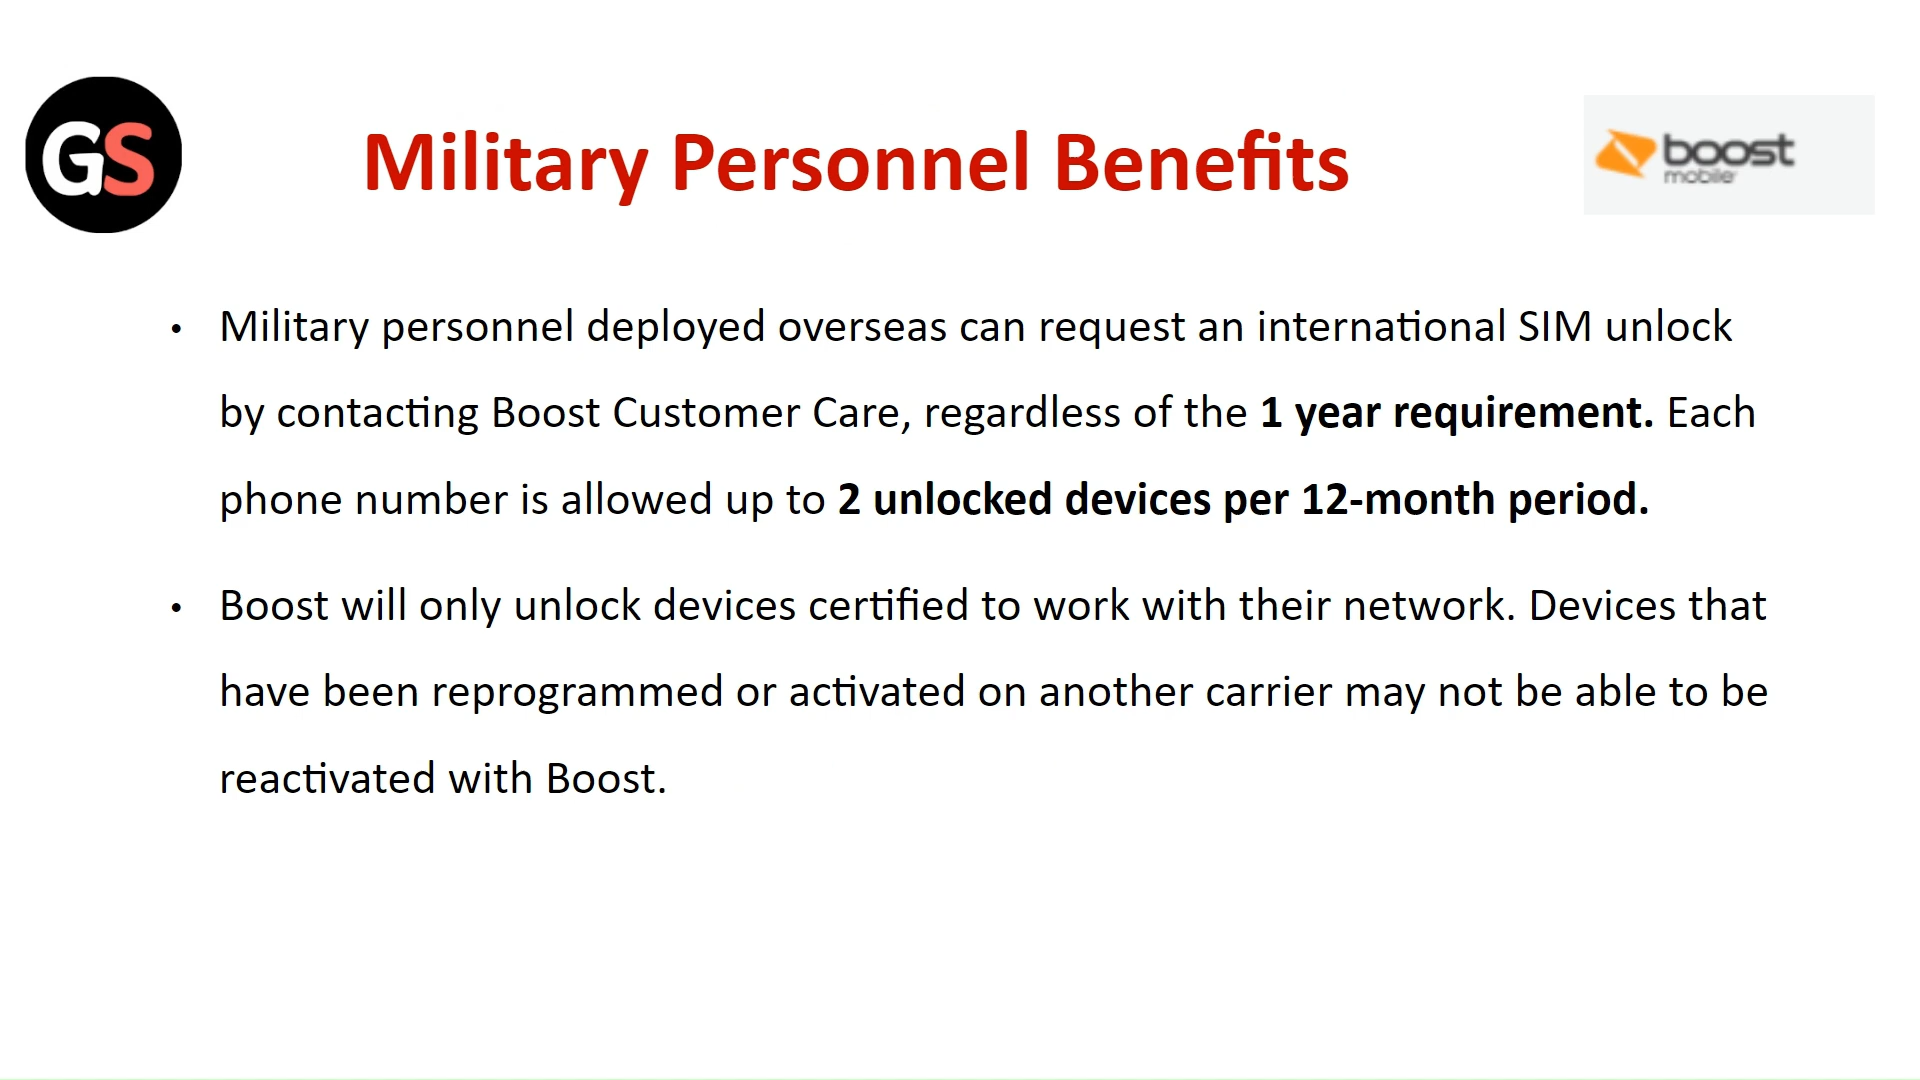 GS
Military Personnel Benefits
boost
mobile
• Military personnel deployed overseas can request an international SIM unlock
by contacting Boost Customer Care, regardless of the 1 year requirement. Each
phone number is allowed up to 2 unlocked devices per 12-month period.
• Boost will only unlock devices certified to work with their network. Devices that
have been reprogrammed or activated on another carrier may not be able to be
reactivated with Boost.